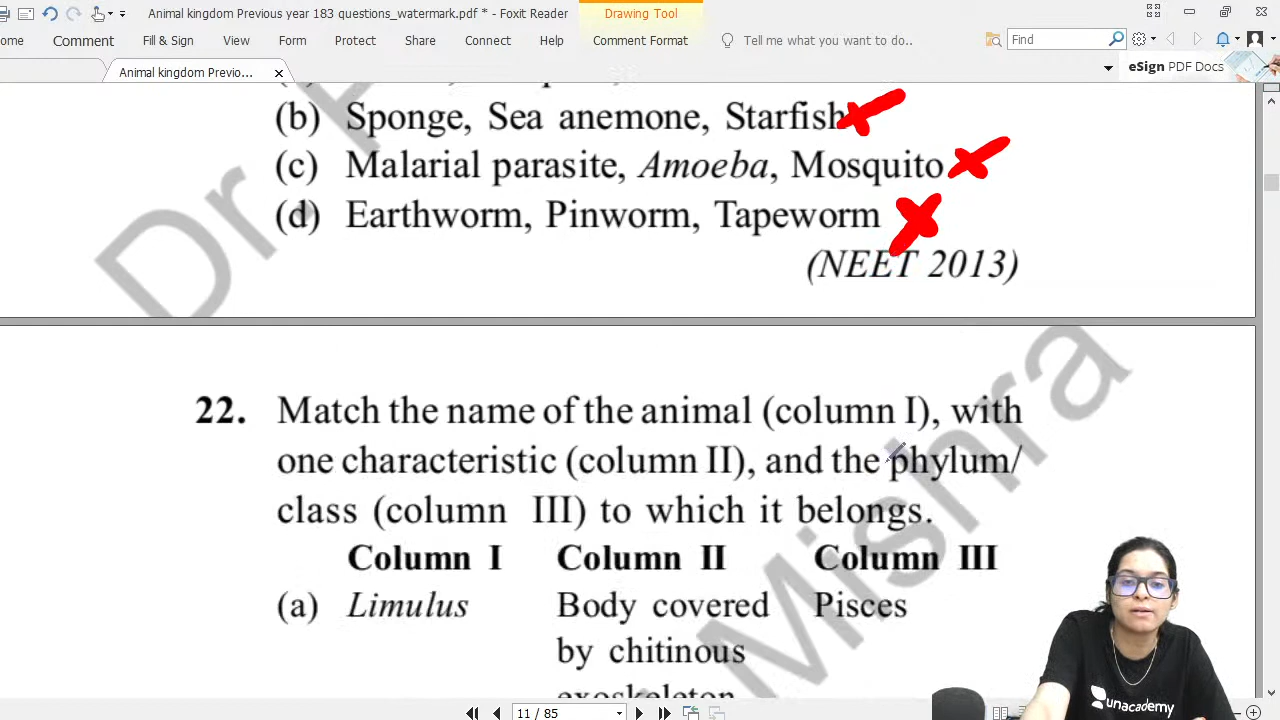 Animal kingdom Previous year 183 questions_watermark.pdf * - Foxit Reader
Drawing Tool
Comment Fill & Sign View Form Protect Share Connect Help Comment Format Tell me what you want to do.. Find
Animal kingdom Previo... eSign PDF Docs
(b) Sponge, Sea anemone, Starfish
(c) Malarial parasite, Amoeba, Mosquito
(d) Earthworm, Pinworm, Tapeworm
(NEET 2013)
Dr
Mishra
22. Match the name of the animal (column I), with
one characteristic (column II), and the phylum/
class (column III) to which it belongs.
Column I Column II Column III
(a) Limulus Body covered Pisces
by chitinous
exoskeleton
unacademy
11 / 85